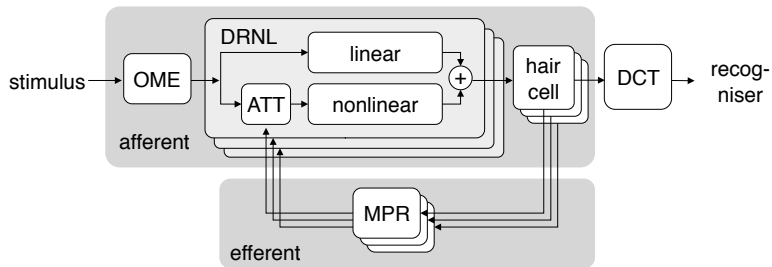 DRNL
linear
stimulus
OME
ATT
nonlinear
+
hair
cell
DCT
recog-
niser
afferent
MPR
efferent